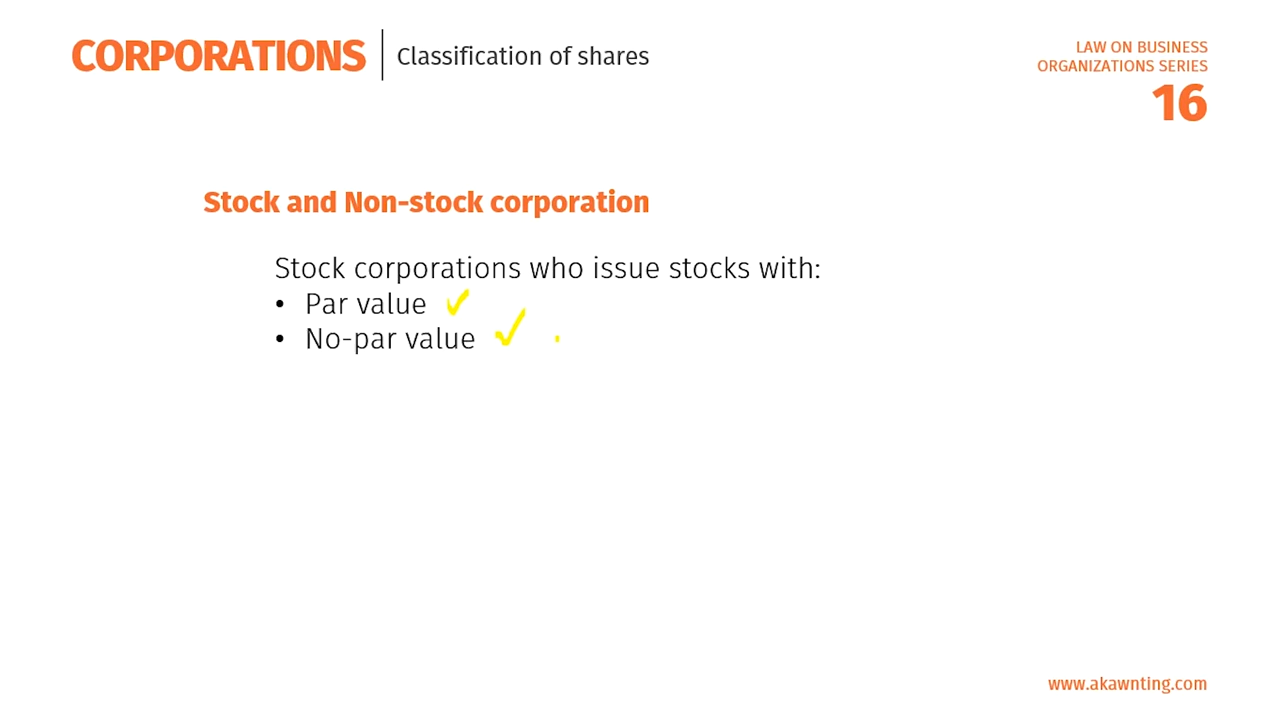 CORPORATIONS | Classification of shares
LAW ON BUSINESS
ORGANIZATIONS SERIES
16
Stock and Non-stock corporation
Stock corporations who issue stocks with:
• Par value ✓
• No-par value ✓
www.akawnting.com